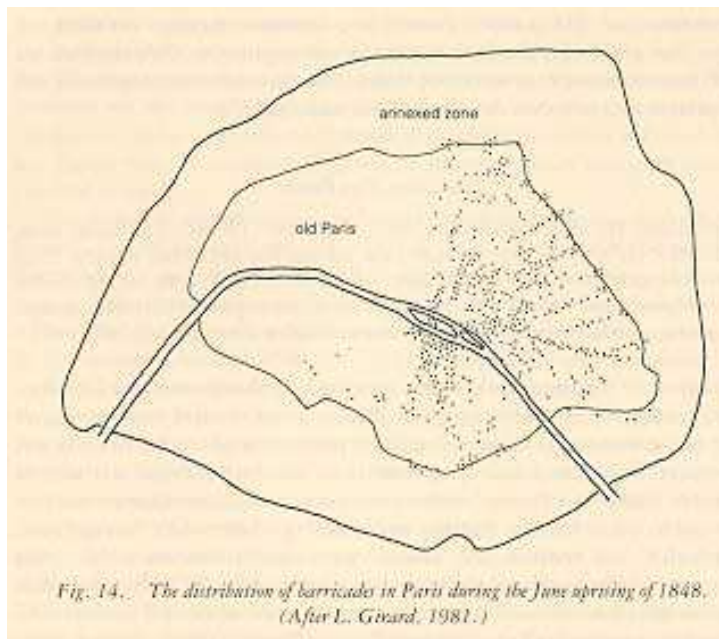 annexed zone
old Paris
Fig. 14. The distribution of barricades in Paris during the June uprising of 1848.
(After L. Girard, 1981.)